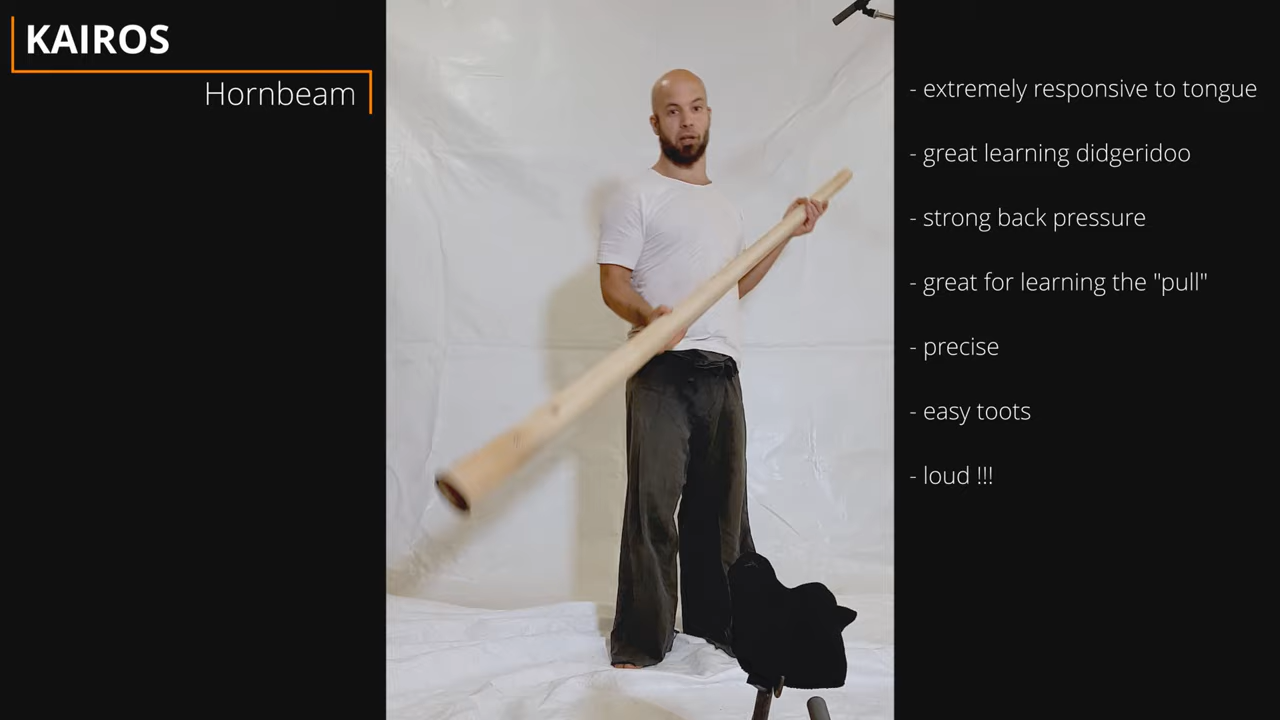 KAIROS
Hornbeam
- extremely responsive to tongue
- great learning didgeridoo
- strong back pressure
- great for learning the "pull"
- precise
- easy toots
- loud !!!